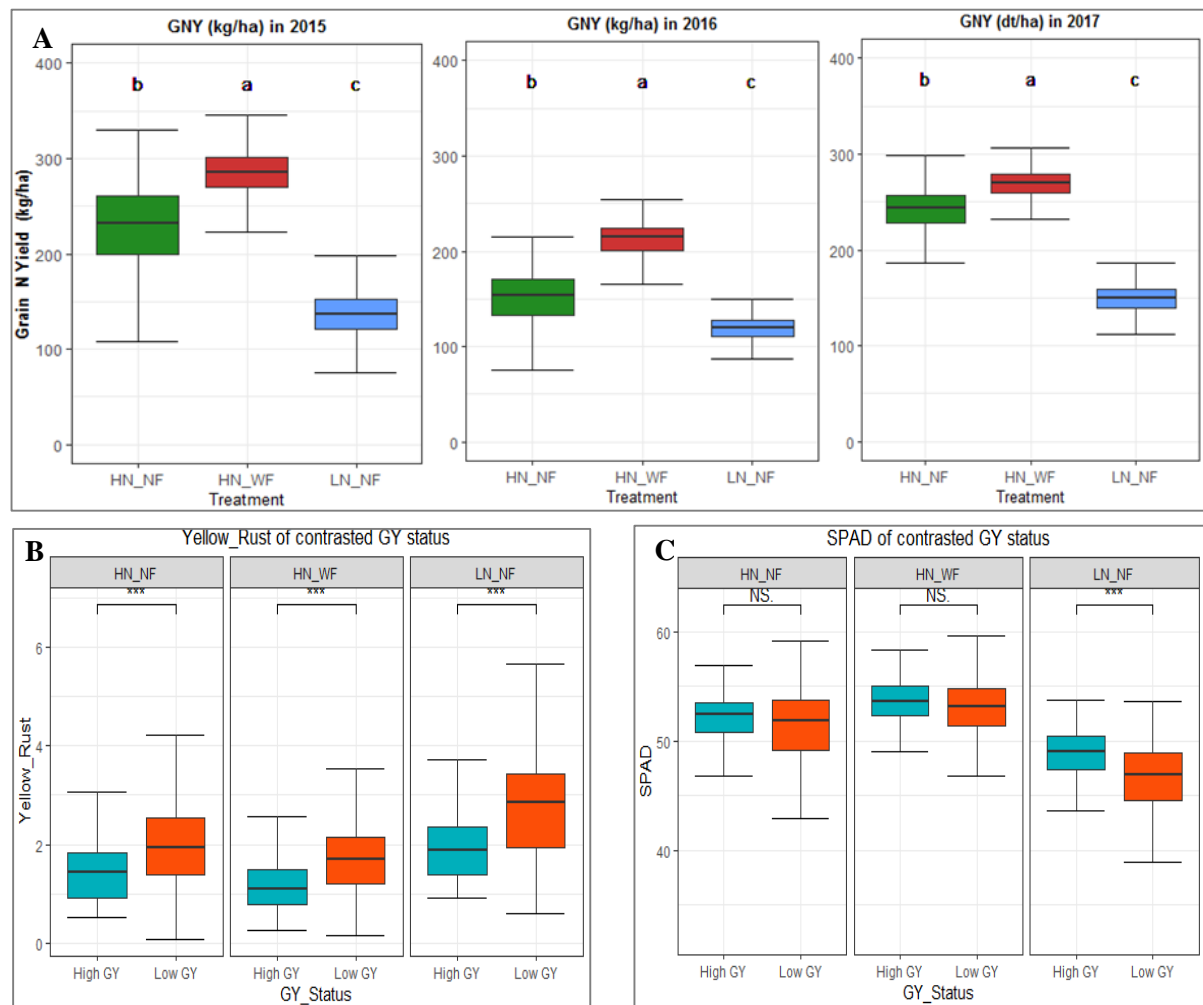 A
GNY (kg/ha) in 2015
GNY (kg/ha) in 2016
GNY (dt/ha) in 2017
Grain N Yield (kg/ha)
400
300
200
100
0
b a c
HN_NF HN_WF LN_NF
Treatment
400
300
200
100
0
b a c
HN_NF HN_WF LN_NF
Treatment
400
300
200
100
0
b a c
HN_NF HN_WF LN_NF
Treatment
B
Yellow_Rust of contrasted GY status
HN_NF HN_WF LN_NF
*** *** ***
Yellow_Rust
6
4
2
0
High GY Low GY High GY Low GY High GY Low GY
GY_Status
C
SPAD of contrasted GY status
HN_NF HN_WF LN_NF
NS. NS. ***
SPAD
60
50
40
High GY Low GY High GY Low GY High GY Low GY
GY_Status